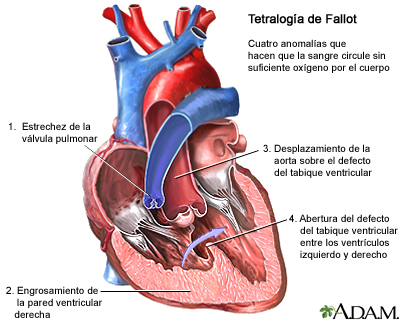 Tetralogía de Fallot
Cuatro anomalías que
hacen que la sangre circule sin
suficiente oxígeno por el cuerpo
1. Estrechez de la
válvula pulmonar
3. Desplazamiento de la
aorta sobre el defecto
del tabique ventricular
4. Abertura del defecto
del tabique ventricular
entre los ventrículos
izquierdo y derecho
2. Engrosamiento de
la pared ventricular
derecha
A.D.A.M.